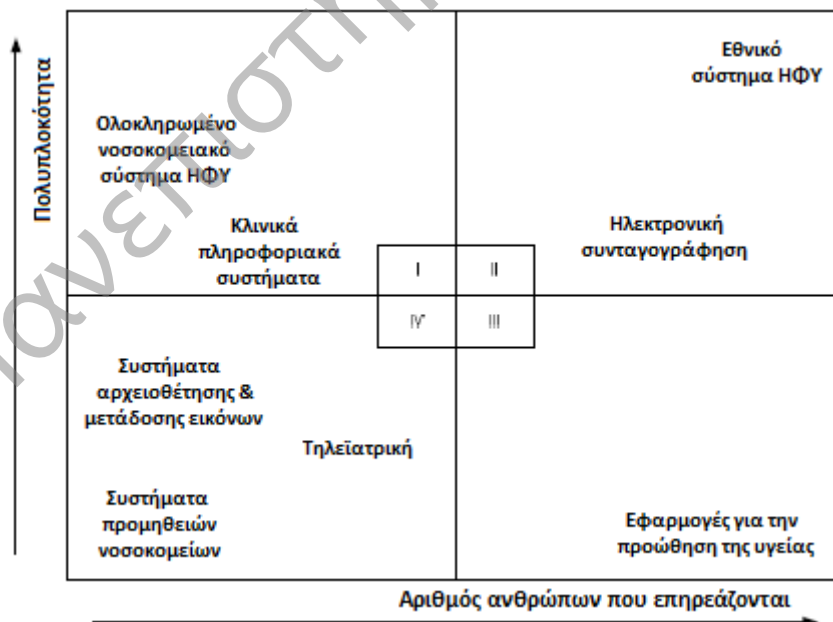 Πολυπλοκότητα
Εθνικό
σύστημα ΗΦΥ
Ολοκληρωμένο
νοσοκομειακό
σύστημα ΗΦΥ
Κλινικά
πληροφοριακά
συστήματα
Ηλεκτρονική
συνταγογράφηση
I
II
IV
III
Συστήματα
αρχειοθέτησης &
μετάδοσης εικόνων
Τηλεϊατρική
Συστήματα
προμηθειών
νοσοκομείων
Εφαρμογές για την
προώθηση της υγείας
Αριθμός ανθρώπων που επηρεάζονται